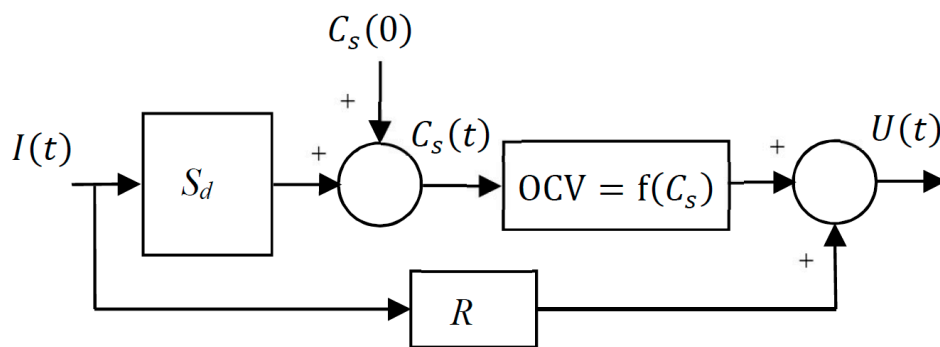 C_s(0)
+
I(t)
S_d
+
C_s(t)
OCV = f(C_s)
+
U(t)
+
R